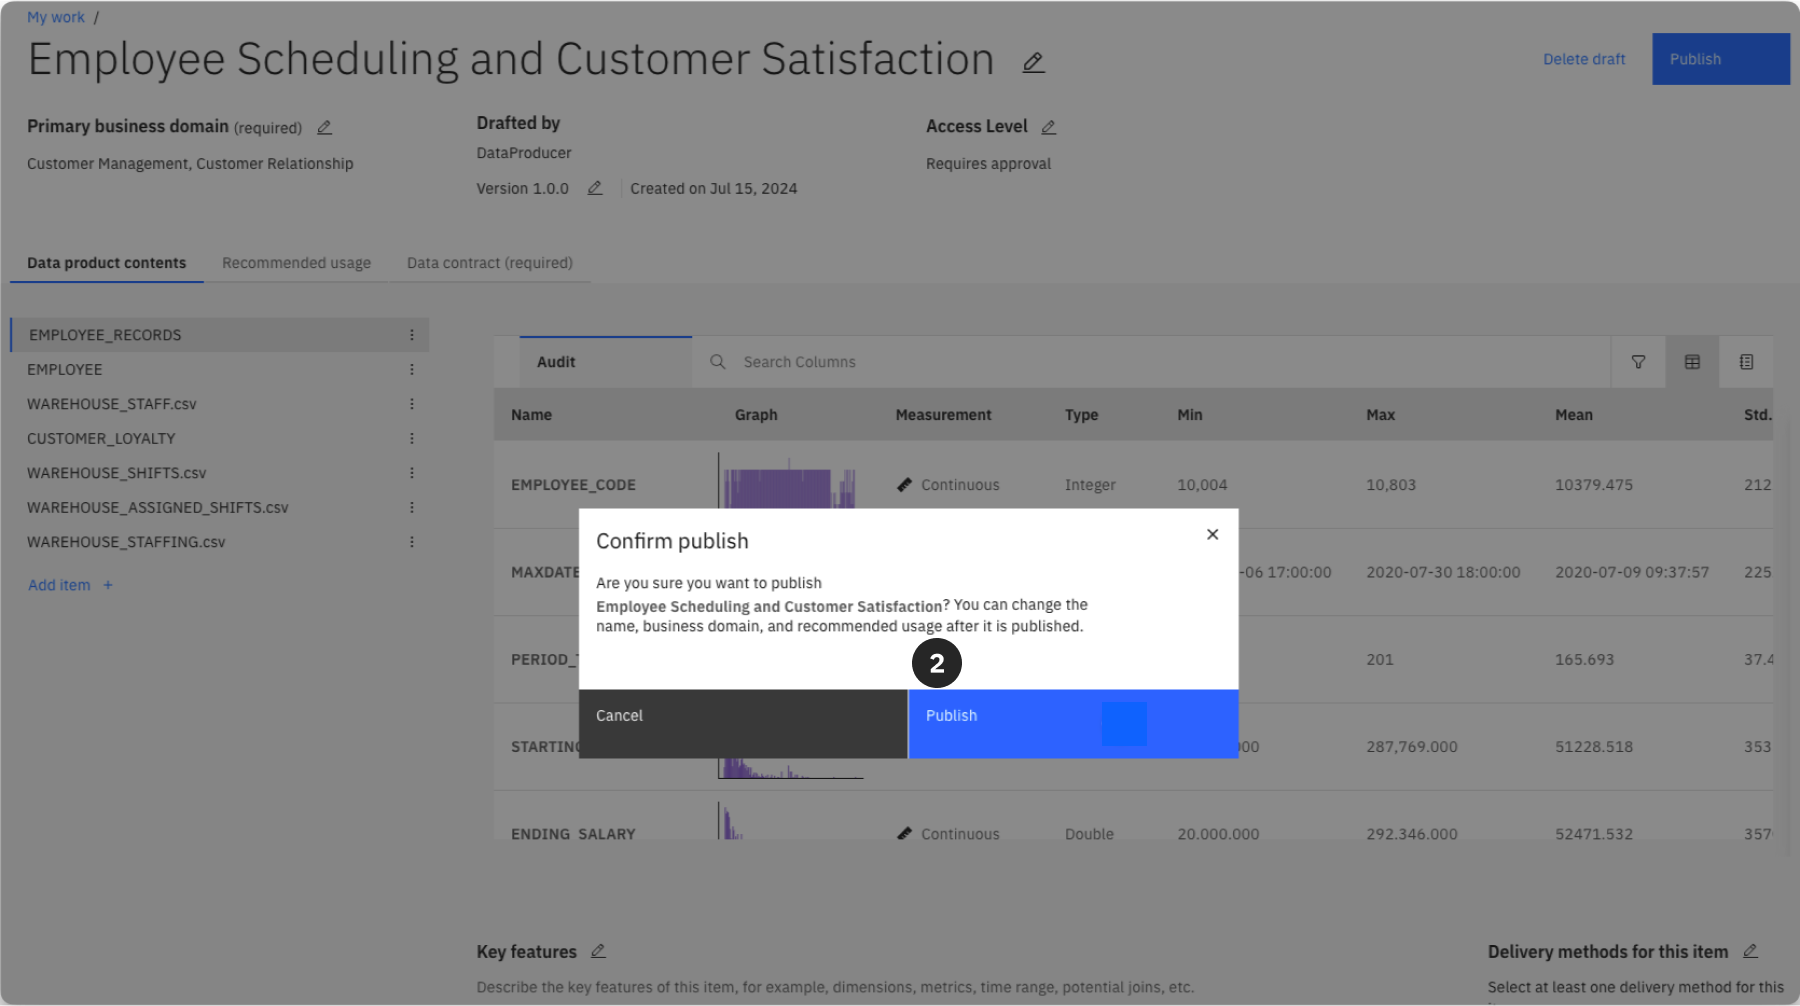 My work /
Employee Scheduling and Customer Satisfaction
Delete draft
Publish
Primary business domain (required)
Customer Management, Customer Relationship
Drafted by
DataProducer
Version 1.0.0
Created on Jul 15, 2024
Access Level
Requires approval
Data product contents
Recommended usage
Data contract (required)
EMPLOYEE_RECORDS
EMPLOYEE
WAREHOUSE_STAFF.csv
CUSTOMER_LOYALTY
WAREHOUSE_SHIFTS.csv
WAREHOUSE_ASSIGNED_SHIFTS.csv
WAREHOUSE_STAFFING.csv
Add item +
Audit
Search Columns
Name Graph Measurement Type Min Max Mean Std.
EMPLOYEE_CODE Continuous Integer 10,004 10,803 10379.475 212
MAXDATE -06 17:00:00 2020-07-30 18:00:00 2020-07-09 09:37:57 225
PERIOD_ 201 165.693 37.4
STARTING 000 287,769.000 51228.518 353
ENDING_SALARY Continuous Double 20,000.000 292,346.000 52471.532 357
Confirm publish
Are you sure you want to publish
Employee Scheduling and Customer Satisfaction? You can change the
name, business domain, and recommended usage after it is published.
2
Cancel
Publish
Key features
Describe the key features of this item, for example, dimensions, metrics, time range, potential joins, etc.
Delivery methods for this item
Select at least one delivery method for this